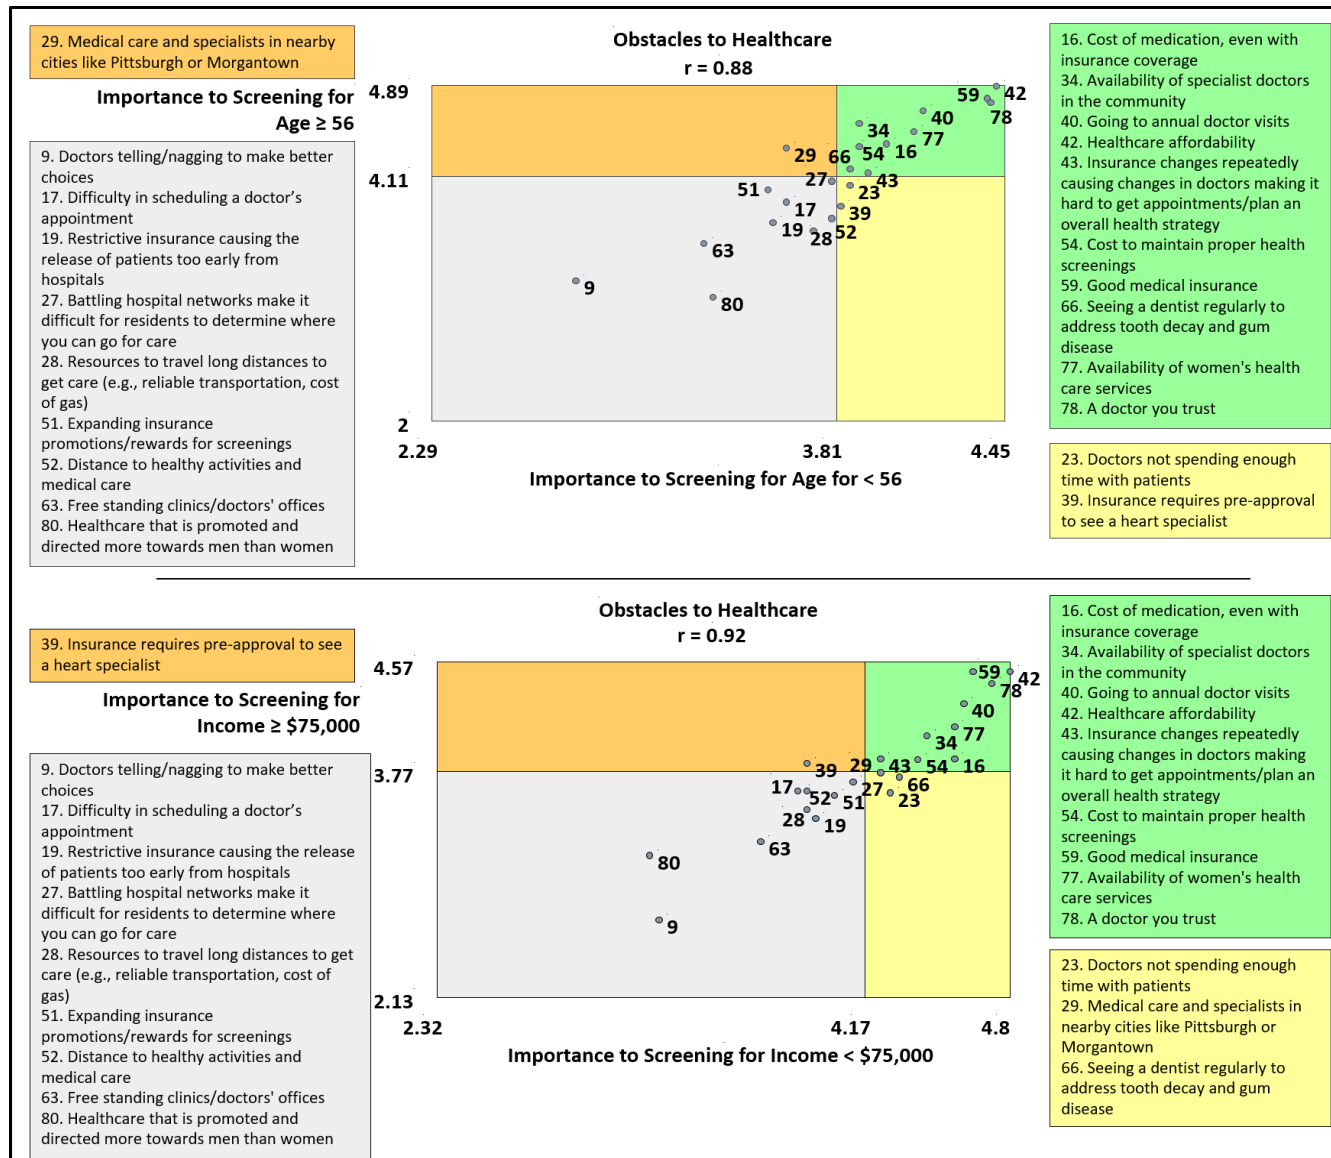 29. Medical care and specialists in nearby
cities like Pittsburgh or Morgantown
Importance to Screening for
Age ≥ 56
9. Doctors telling/nagging to make better
choices
17. Difficulty in scheduling a doctor’s
appointment
19. Restrictive insurance causing the
release of patients too early from
hospitals
27. Battling hospital networks make it
difficult for residents to determine where
you can go for care
28. Resources to travel long distances to
get care (e.g., reliable transportation, cost
of gas)
51. Expanding insurance
promotions/rewards for screenings
52. Distance to healthy activities and
medical care
63. Free standing clinics/doctors' offices
80. Healthcare that is promoted and
directed more towards men than women
Obstacles to Healthcare
r = 0.88
4.89
4.11
2
2.29
3.81
4.45
59
42
78
40
34
77
16
54
66
29
43
27
23
51
17
39
19
28
52
63
9
80
Importance to Screening for Age for < 56
16. Cost of medication, even with
insurance coverage
34. Availability of specialist doctors
in the community
40. Going to annual doctor visits
42. Healthcare affordability
43. Insurance changes repeatedly
causing changes in doctors making it
hard to get appointments/plan an
overall health strategy
54. Cost to maintain proper health
screenings
59. Good medical insurance
66. Seeing a dentist regularly to
address tooth decay and gum
disease
77. Availability of women's health
care services
78. A doctor you trust
23. Doctors not spending enough
time with patients
39. Insurance requires pre-approval
to see a heart specialist
39. Insurance requires pre-approval to see
a heart specialist
Importance to Screening for
Income ≥ $75,000
9. Doctors telling/nagging to make better
choices
17. Difficulty in scheduling a doctor’s
appointment
19. Restrictive insurance causing the release
of patients too early from hospitals
27. Battling hospital networks make it
difficult for residents to determine where
you can go for care
28. Resources to travel long distances to get
care (e.g., reliable transportation, cost of
gas)
51. Expanding insurance
promotions/rewards for screenings
52. Distance to healthy activities and
medical care
63. Free standing clinics/doctors' offices
80. Healthcare that is promoted and
directed more towards men than women
Obstacles to Healthcare
r = 0.92
4.57
3.77
2.13
2.32
4.17
4.8
59
42
78
40
77
34
39
29
43
54
16
66
17
52
51
27
23
28
19
63
80
9
Importance to Screening for Income < $75,000
16. Cost of medication, even with
insurance coverage
34. Availability of specialist doctors
in the community
40. Going to annual doctor visits
42. Healthcare affordability
43. Insurance changes repeatedly
causing changes in doctors making
it hard to get appointments/plan an
overall health strategy
54. Cost to maintain proper health
screenings
59. Good medical insurance
77. Availability of women's health
care services
78. A doctor you trust
23. Doctors not spending enough
time with patients
29. Medical care and specialists in
nearby cities like Pittsburgh or
Morgantown
66. Seeing a dentist regularly to
address tooth decay and gum
disease